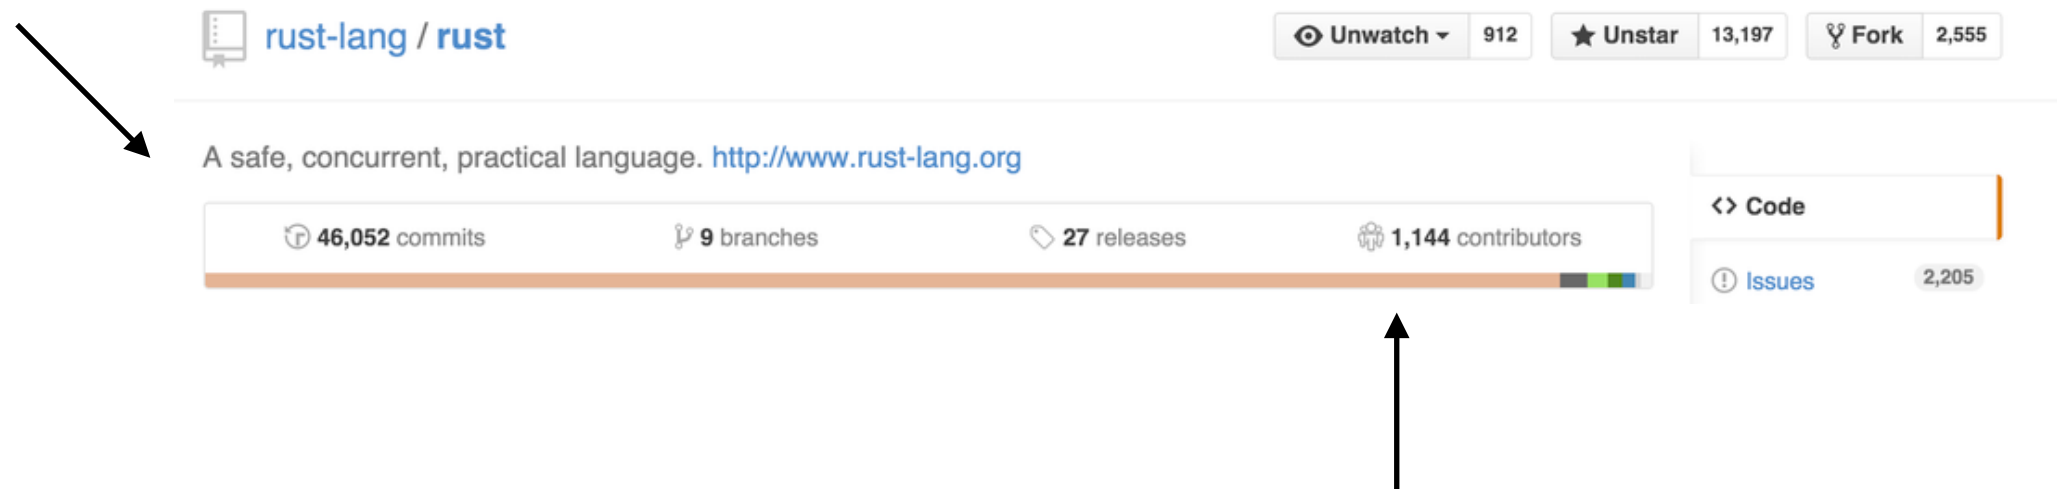 rust-lang / rust
Unwatch 912
Unstar 13,197
Fork 2,555
A safe, concurrent, practical language. http://www.rust-lang.org
46,052 commits
9 branches
27 releases
1,144 contributors
<> Code
Issues 2,205